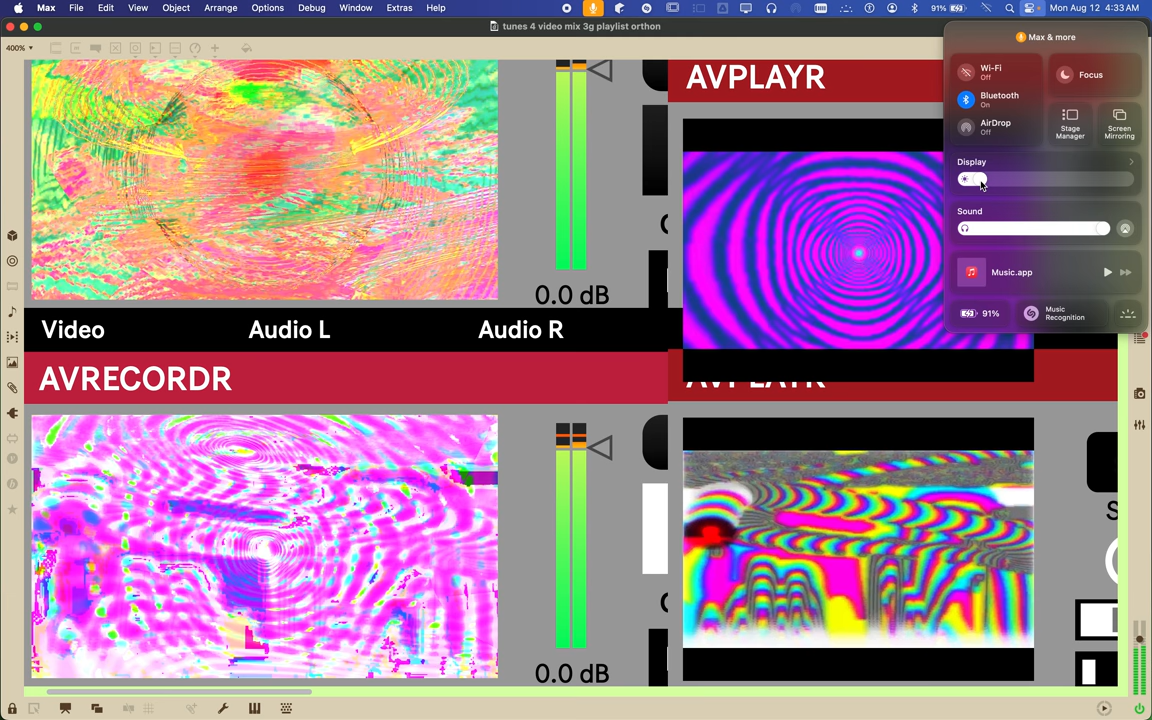 Max File Edit View Object Arrange Options Debug Window Extras Help 91% Mon Aug 12 4:33 AM
tunes 4 video mix 3g playlist orthon
400%
Max & more
Wi-Fi
Off
Focus
Bluetooth
On
AirDrop
Off
Stage
Manager
Screen
Mirroring
Display
Sound
Music.app
91%
Music
Recognition
AVPLAYR
0.0 dB
Video Audio L Audio R
AVRECORDR
AVPLAYR
0.0 dB